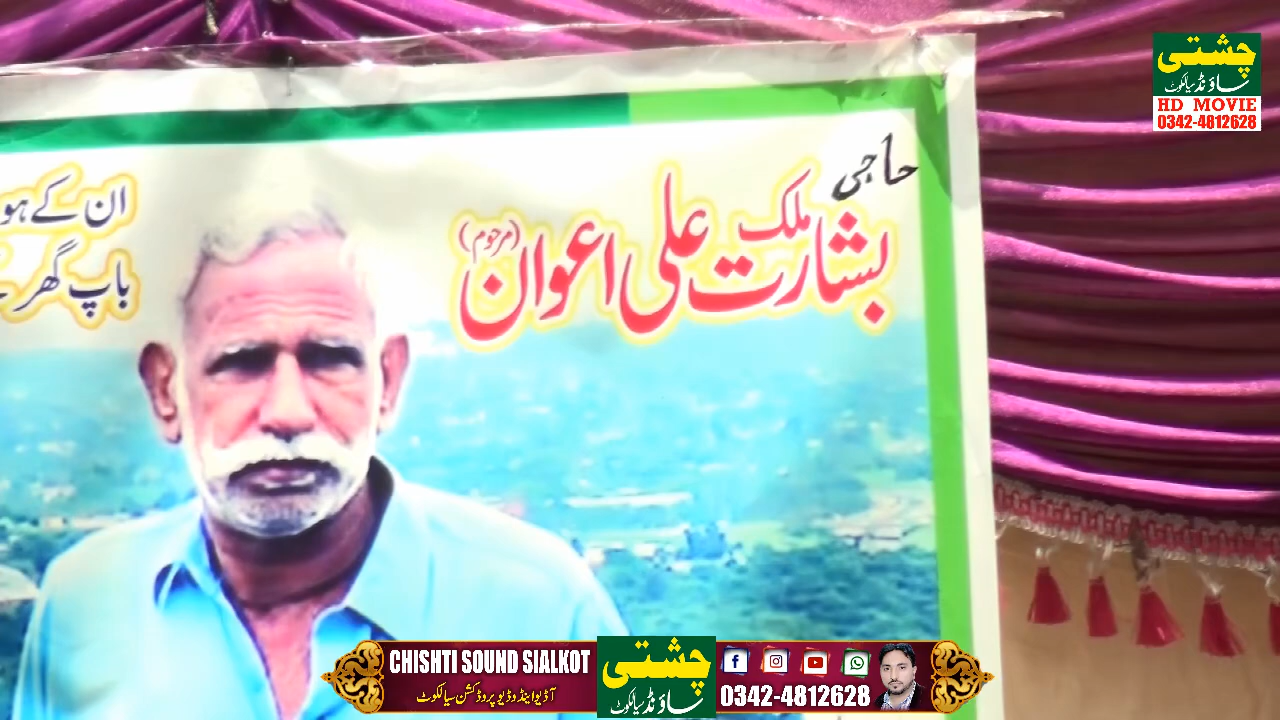 چشتی
ساؤنڈ سیالکوٹ
HD MOVIE
0342-4812628
حاجی
ملک
بشارت علی اعوان (مرحوم)
ان کے ہو
باپ گھر
CHISHTI SOUND SIALKOT
آڈیو اینڈ وڈیو پروڈکشن سیالکوٹ
چشتی
ساؤنڈ سیالکوٹ
0342-4812628